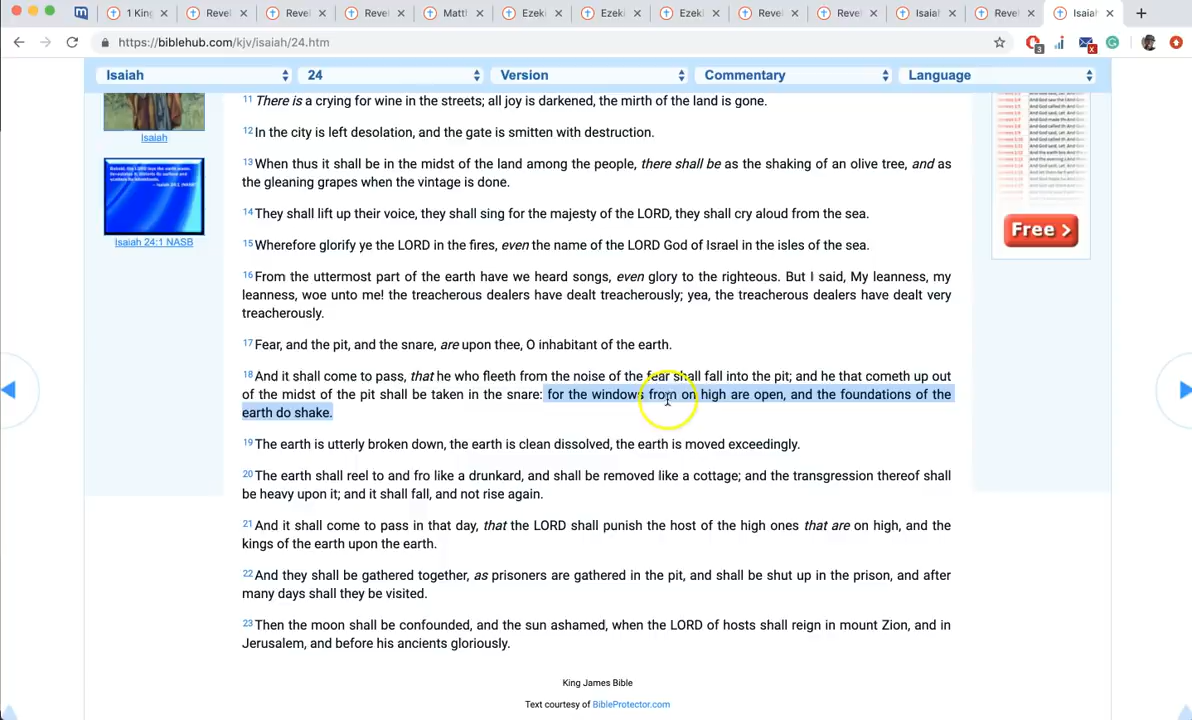 1 King
Revel
Revel
Revel
Matt
Ezeki
Ezeki
Ezeki
Revel
Revel
Isaiah
Revel
Isaiah
https://biblehub.com/kjv/isaiah/24.htm
3
x
Isaiah 24 Version Commentary Language
11 There is a crying for wine in the streets; all joy is darkened, the mirth of the land is gone.
Isaiah
12 In the city is left desolation, and the gate is smitten with destruction.
13 When thus it shall be in the midst of the land among the people, there shall be as the shaking of an olive tree, and as
the gleaning grapes when the vintage is done.
14 They shall lift up their voice, they shall sing for the majesty of the LORD, they shall cry aloud from the sea.
Isaiah 24:1 NASB
Free >
15 Wherefore glorify ye the LORD in the fires, even the name of the LORD God of Israel in the isles of the sea.
16 From the uttermost part of the earth have we heard songs, even glory to the righteous. But I said, My leanness, my
leanness, woe unto me! the treacherous dealers have dealt treacherously; yea, the treacherous dealers have dealt very
treacherously.
17 Fear, and the pit, and the snare, are upon thee, O inhabitant of the earth.
18 And it shall come to pass, that he who fleeth from the noise of the fear shall fall into the pit; and he that cometh up out
of the midst of the pit shall be taken in the snare: for the windows from on high are open, and the foundations of the
earth do shake.
19 The earth is utterly broken down, the earth is clean dissolved, the earth is moved exceedingly.
20 The earth shall reel to and fro like a drunkard, and shall be removed like a cottage; and the transgression thereof shall
be heavy upon it; and it shall fall, and not rise again.
21 And it shall come to pass in that day, that the LORD shall punish the host of the high ones that are on high, and the
kings of the earth upon the earth.
22 And they shall be gathered together, as prisoners are gathered in the pit, and shall be shut up in the prison, and after
many days shall they be visited.
23 Then the moon shall be confounded, and the sun ashamed, when the LORD of hosts shall reign in mount Zion, and in
Jerusalem, and before his ancients gloriously.
King James Bible
Text courtesy of BibleProtector.com